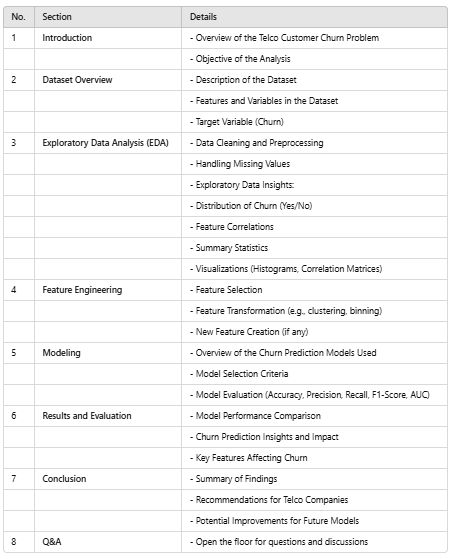 No. Section Details
1 Introduction - Overview of the Telco Customer Churn Problem
- Objective of the Analysis
2 Dataset Overview - Description of the Dataset
- Features and Variables in the Dataset
- Target Variable (Churn)
3 Exploratory Data Analysis (EDA) - Data Cleaning and Preprocessing
- Handling Missing Values
- Exploratory Data Insights:
- Distribution of Churn (Yes/No)
- Feature Correlations
- Summary Statistics
- Visualizations (Histograms, Correlation Matrices)
4 Feature Engineering - Feature Selection
- Feature Transformation (e.g., clustering, binning)
- New Feature Creation (if any)
5 Modeling - Overview of the Churn Prediction Models Used
- Model Selection Criteria
- Model Evaluation (Accuracy, Precision, Recall, F1-Score, AUC)
6 Results and Evaluation - Model Performance Comparison
- Churn Prediction Insights and Impact
- Key Features Affecting Churn
7 Conclusion - Summary of Findings
- Recommendations for Telco Companies
- Potential Improvements for Future Models
8 Q&A - Open the floor for questions and discussions